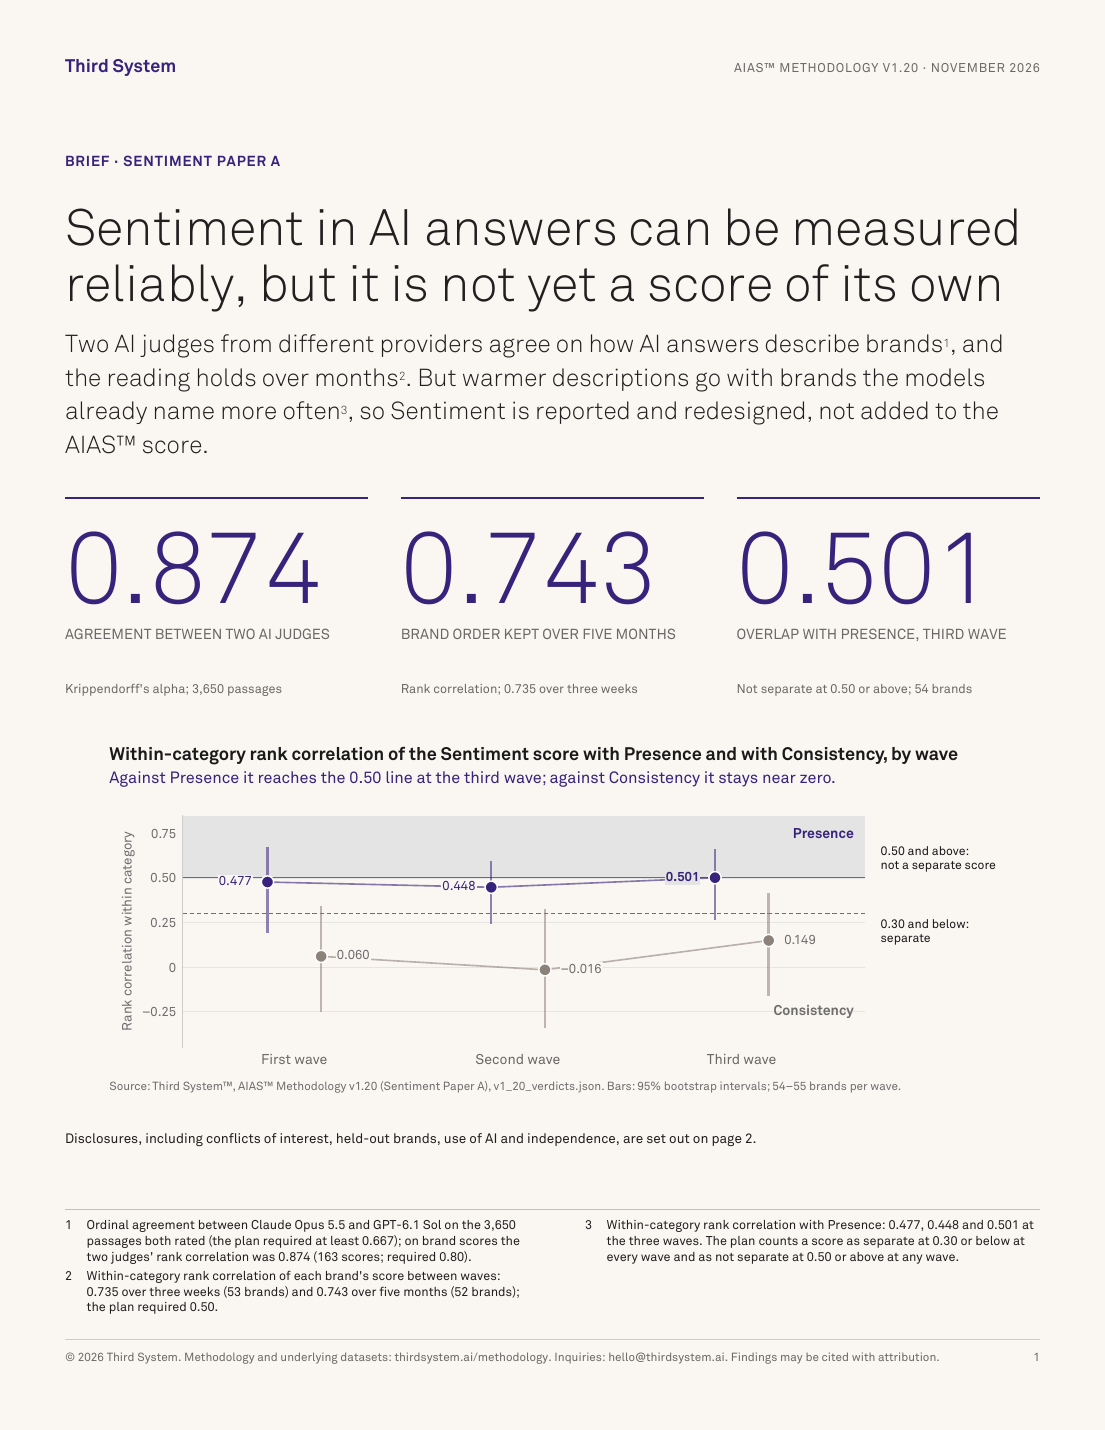 Third System
AIAS™ METHODOLOGY V1.20 · NOVEMBER 2026
BRIEF · SENTIMENT PAPER A
Sentiment in AI answers can be measured
reliably, but it is not yet a score of its own
Two AI judges from different providers agree on how AI answers describe brands1, and
the reading holds over months2. But warmer descriptions go with brands the models
already name more often3, so Sentiment is reported and redesigned, not added to the
AIAS™ score.
0.874
AGREEMENT BETWEEN TWO AI JUDGES
Krippendorff's alpha; 3,650 passages
0.743
BRAND ORDER KEPT OVER FIVE MONTHS
Rank correlation; 0.735 over three weeks
0.501
OVERLAP WITH PRESENCE, THIRD WAVE
Not separate at 0.50 or above; 54 brands
Within-category rank correlation of the Sentiment score with Presence and with Consistency, by wave
Against Presence it reaches the 0.50 line at the third wave; against Consistency it stays near zero.
Rank correlation within category
0.75
0.50
0.25
0
−0.25
Presence
0.477
0.448
0.501
0.060
−0.016
0.149
Consistency
0.50 and above:
not a separate score
0.30 and below:
separate
First wave
Second wave
Third wave
Source: Third System™, AIAS™ Methodology v1.20 (Sentiment Paper A), v1_20_verdicts.json. Bars: 95% bootstrap intervals; 54–55 brands per wave.
Disclosures, including conflicts of interest, held-out brands, use of AI and independence, are set out on page 2.
1 Ordinal agreement between Claude Opus 5.5 and GPT-6.1 Sol on the 3,650
passages both rated (the plan required at least 0.667); on brand scores the
two judges' rank correlation was 0.874 (163 scores; required 0.80).
2 Within-category rank correlation of each brand's score between waves:
0.735 over three weeks (53 brands) and 0.743 over five months (52 brands);
the plan required 0.50.
3 Within-category rank correlation with Presence: 0.477, 0.448 and 0.501 at
the three waves. The plan counts a score as separate at 0.30 or below at
every wave and as not separate at 0.50 or above at any wave.
© 2026 Third System. Methodology and underlying datasets: thirdsystem.ai/methodology. Inquiries: hello@thirdsystem.ai. Findings may be cited with attribution.
1